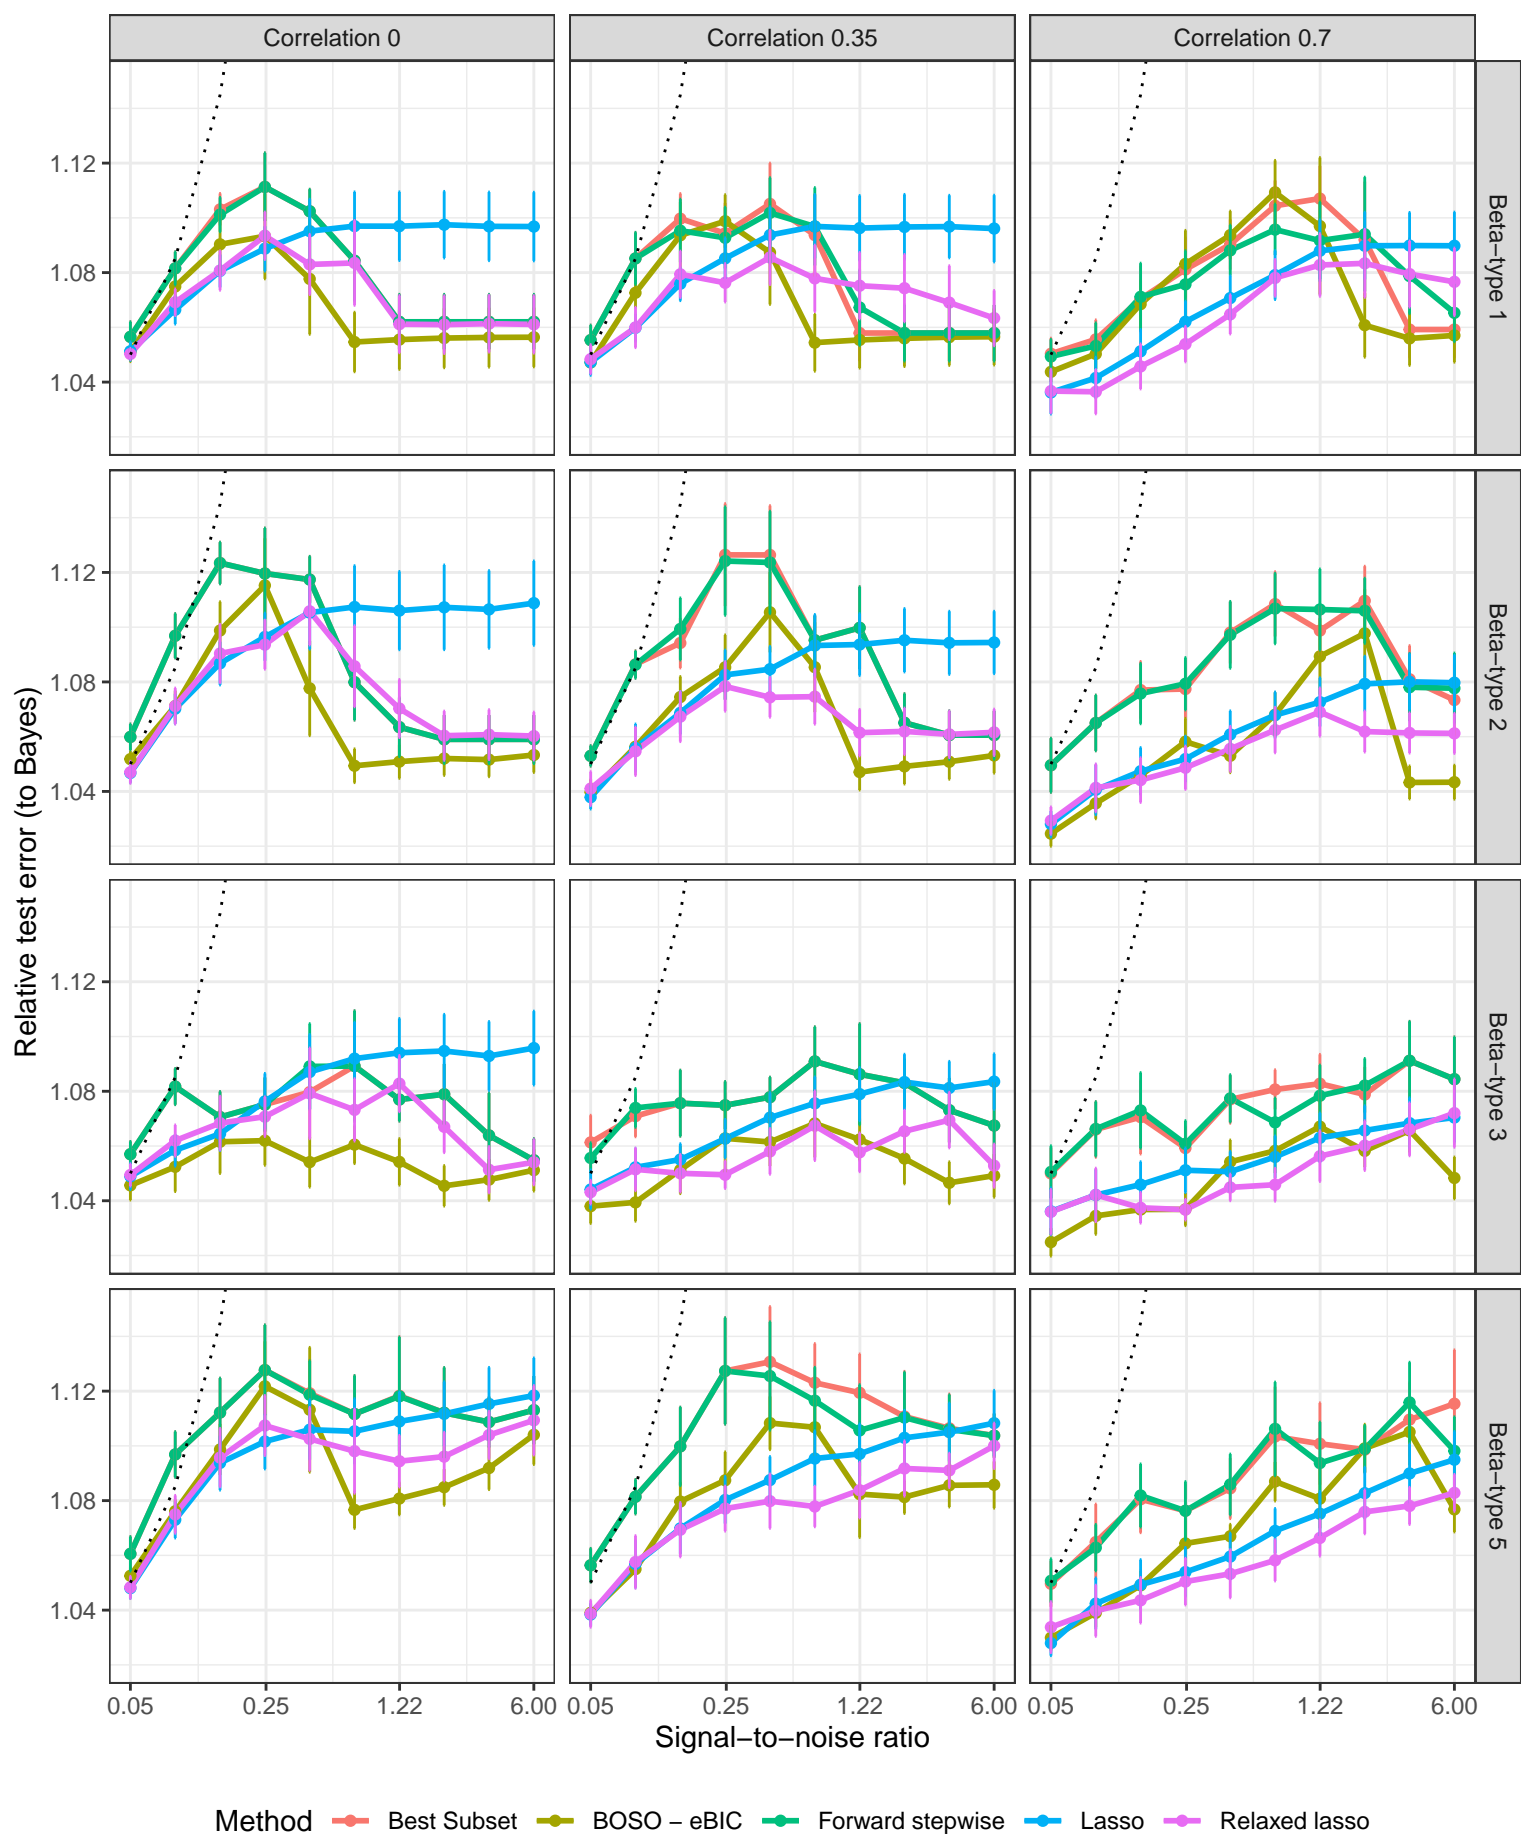 Correlation 0
Correlation 0.35
Correlation 0.7
1.12
1.08
1.04
Beta−type 1
1.12
1.08
1.04
Beta−type 2
1.12
1.08
1.04
Beta−type 3
1.12
1.08
1.04
Beta−type 5
Relative test error (to Bayes)
0.05 0.25 1.22 6.00 0.05 0.25 1.22 6.00 0.05 0.25 1.22 6.00
Signal−to−noise ratio
Method Best Subset BOSO − eBIC Forward stepwise Lasso Relaxed lasso